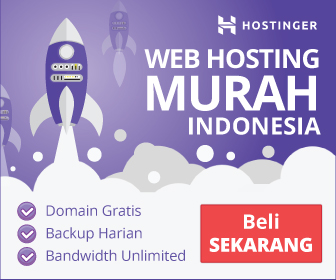 HOSTINGER
WEB HOSTING
MURAH
INDONESIA
Domain Gratis
Backup Harian
Bandwidth Unlimited
Beli
SEKARANG